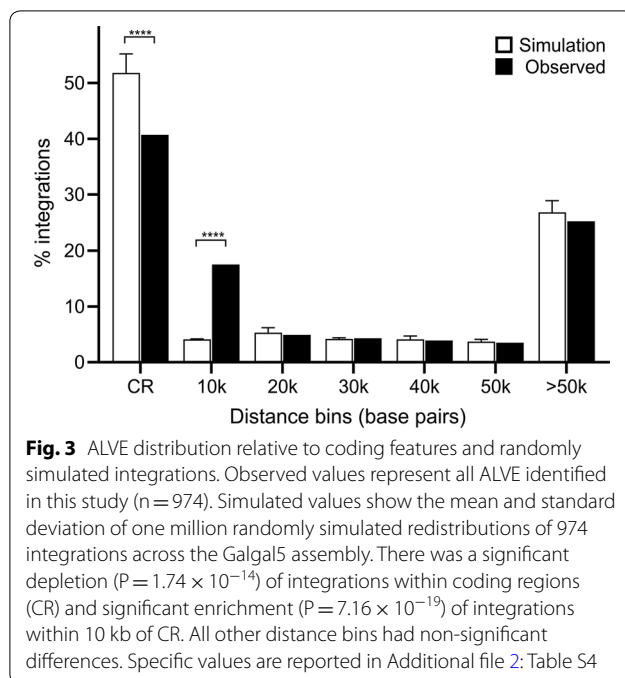 ****
Simulation
Observed
50
40
30
20
10
0
% integrations
****
CR 10k 20k 30k 40k 50k >50k
Distance bins (base pairs)
Fig. 3 ALVE distribution relative to coding features and randomly
simulated integrations. Observed values represent all ALVE identified
in this study (n = 974). Simulated values show the mean and standard
deviation of one million randomly simulated redistributions of 974
integrations across the Galgal5 assembly. There was a significant
depletion (P = 1.74 × 10⁻¹⁴) of integrations within coding regions
(CR) and significant enrichment (P = 7.16 × 10⁻¹⁹) of integrations
within 10 kb of CR. All other distance bins had non-significant
differences. Specific values are reported in Additional file 2: Table S4